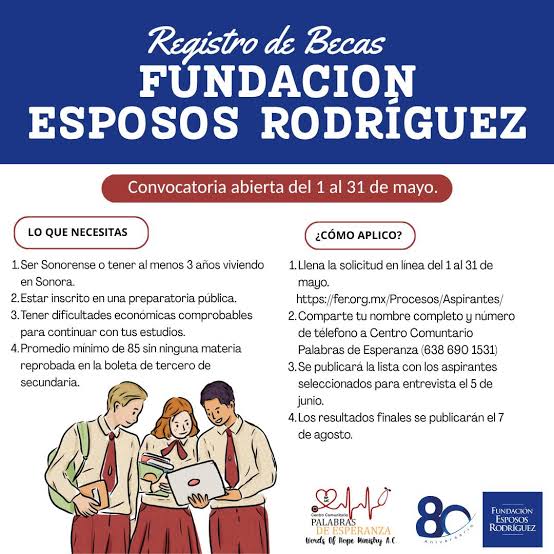 Registro de Becas
FUNDACION
ESPOSOS RODRÍGUEZ
Convocatoria abierta del 1 al 31 de mayo.
LO QUE NECESITAS
1. Ser Sonorense o tener al menos 3 años viviendo
en Sonora.
2. Estar inscrito en una preparatoria pública.
3. Tener dificultades económicas comprobables
para continuar con tus estudios.
4. Promedio mínimo de 85 sin ninguna materia
reprobada en la boleta de tercero de
secundaria.
¿CÓMO APLICO?
1. Llena la solicitud en línea del 1 al 31 de
mayo.
https://fer.org.mx/Procesos/Aspirantes/
2. Comparte tu nombre completo y número
de téléfono a Centro Comuntario
Palabras de Esperanza (638 690 1531)
3. Se publicará la lista con los aspirantes
seleccionados para entrevista el 5 de
junio.
4. Los resultados finales se publicarán el 7
de agosto.
Centro Comunitario
PALABRAS
DE ESPERANZA
Words Of Hope Ministry A.C.
80
Aniversario
FUNDACIÓN
ESPOSOS
RODRÍGUEZ